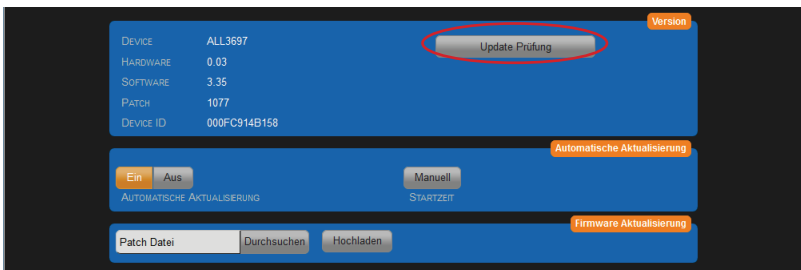 Version
Device ALL3697
Update Prüfung
Hardware 0.03
Software 3.35
Patch 1077
Device ID 000FC914B158
Automatische Aktualisierung
Ein Aus
Manuell
Automatische Aktualisierung
Startzeit
Firmware Aktualisierung
Patch Datei
Durchsuchen
Hochladen